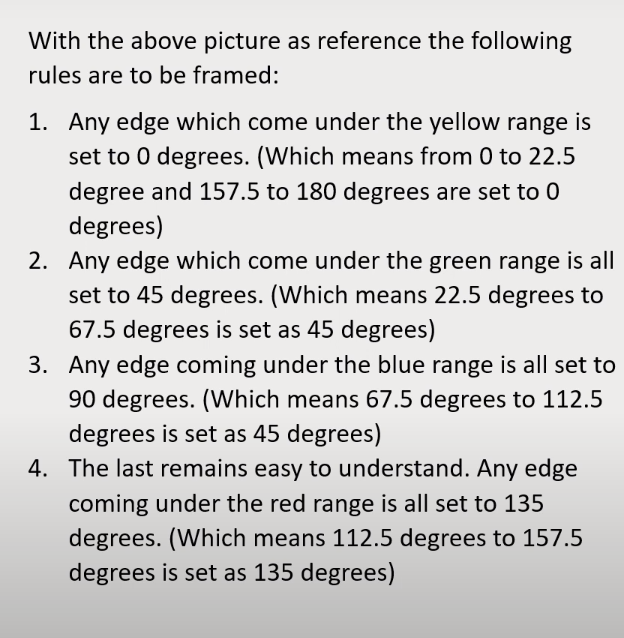 With the above picture as reference the following
rules are to be framed:
1. Any edge which come under the yellow range is
set to 0 degrees. (Which means from 0 to 22.5
degree and 157.5 to 180 degrees are set to 0
degrees)
2. Any edge which come under the green range is all
set to 45 degrees. (Which means 22.5 degrees to
67.5 degrees is set as 45 degrees)
3. Any edge coming under the blue range is all set to
90 degrees. (Which means 67.5 degrees to 112.5
degrees is set as 45 degrees)
4. The last remains easy to understand. Any edge
coming under the red range is all set to 135
degrees. (Which means 112.5 degrees to 157.5
degrees is set as 135 degrees)